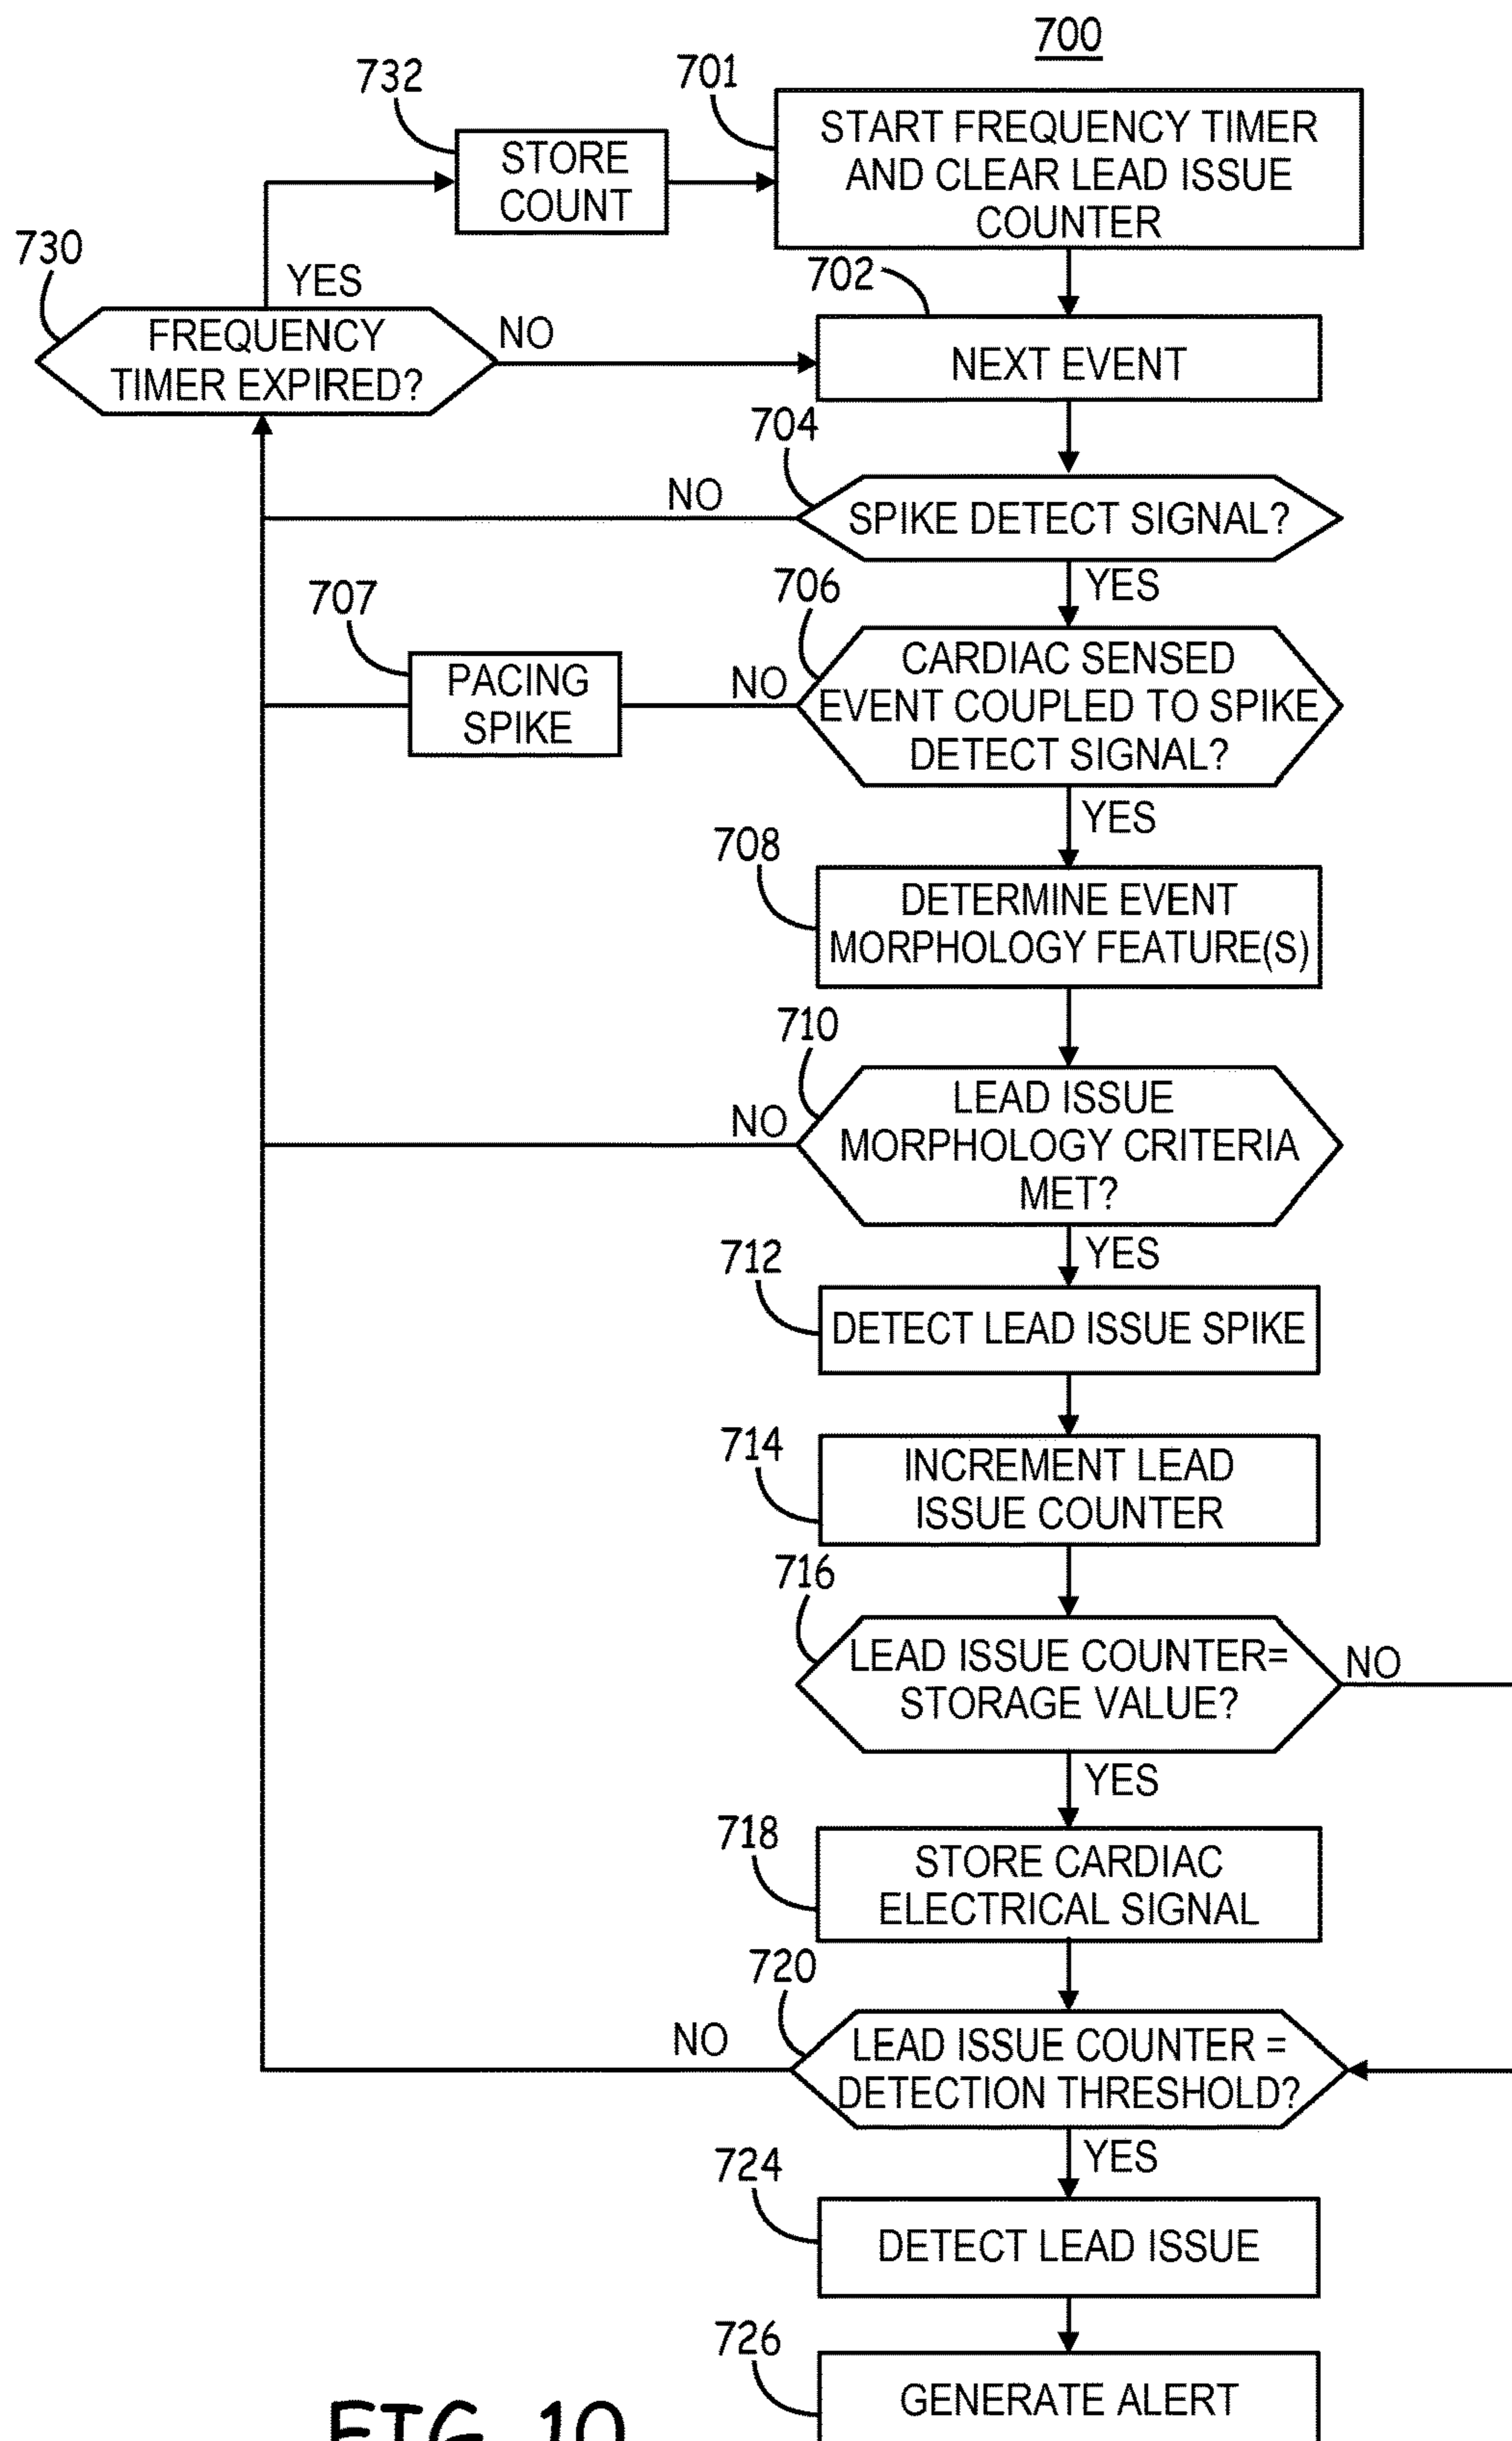 700
732
701
START FREQUENCY TIMER
AND CLEAR LEAD ISSUE
COUNTER
STORE
COUNT
730
YES
702
FREQUENCY
TIMER EXPIRED?
NO
NEXT EVENT
704
NO
SPIKE DETECT SIGNAL?
YES
707
706
PACING
SPIKE
NO
CARDIAC SENSED
EVENT COUPLED TO SPIKE
DETECT SIGNAL?
YES
708
DETERMINE EVENT
MORPHOLOGY FEATURE(S)
710
NO
LEAD ISSUE
MORPHOLOGY CRITERIA
MET?
YES
712
DETECT LEAD ISSUE SPIKE
714
INCREMENT LEAD
ISSUE COUNTER
716
LEAD ISSUE COUNTER=
STORAGE VALUE?
NO
YES
718
STORE CARDIAC
ELECTRICAL SIGNAL
720
NO
LEAD ISSUE COUNTER =
DETECTION THRESHOLD?
YES
724
DETECT LEAD ISSUE
726
GENERATE ALERT
FIG. 10